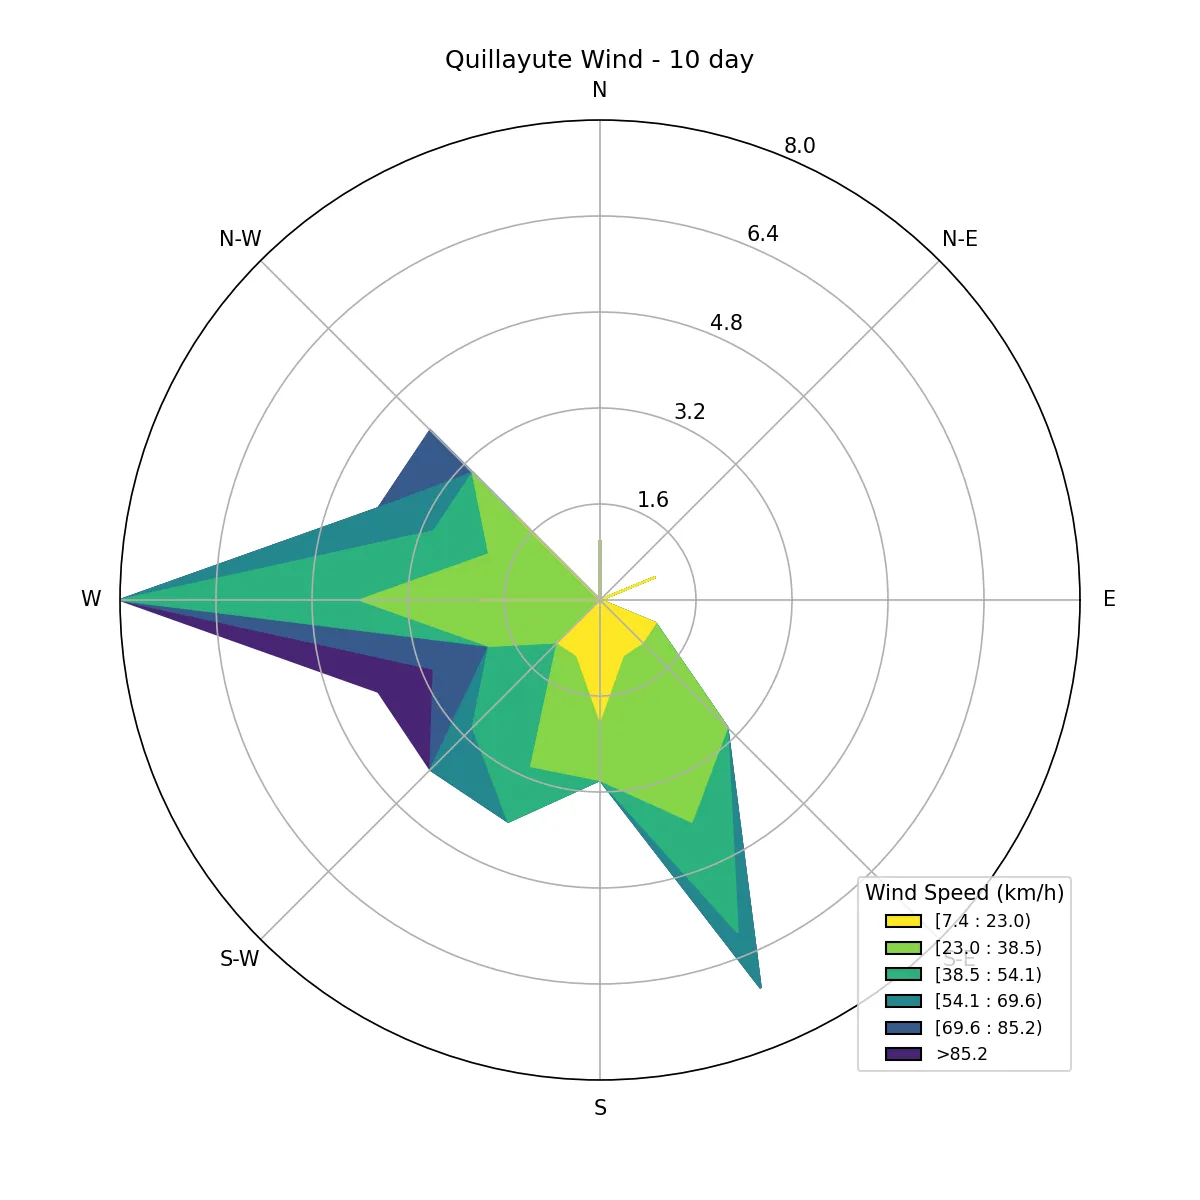 Quillayute Wind - 10 day
N
8.0
N-W
6.4
N-E
4.8
3.2
1.6
W
E
Wind Speed (km/h)
[7.4 : 23.0)
[23.0 : 38.5)
S-W
S-E
[38.5 : 54.1)
[54.1 : 69.6)
[69.6 : 85.2)
>85.2
S